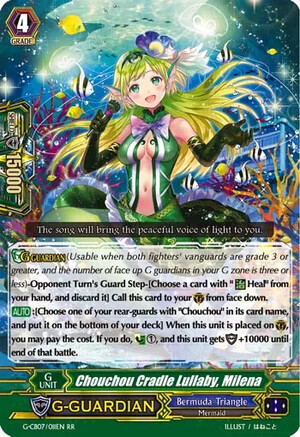 4
GRADE
SHIELD
15000
The song will bring the peaceful voice of light to you.
G GUARDIAN (Usable when both fighters' vanguards are grade 3 or
greater, and the number of face up G guardians in your G zone is three or
less)-Opponent's Turn's Guard Step-[Choose a card with " Heal" from
your hand, and discard it] Call this card to your from face down.
AUTO :[Choose one of your rear-guards with "Chouchou" in its card name,
and put it on the bottom of your deck] When this unit is placed on ,
you may pay the cost. If you do, , and this unit gets +10000 until
end of that battle.
G
UNIT
Chouchou Cradle Lullaby, Milena
G-GUARDIAN
Bermuda Triangle
Mermaid
G-CB07/011EN RR
ILLUST / はねこと